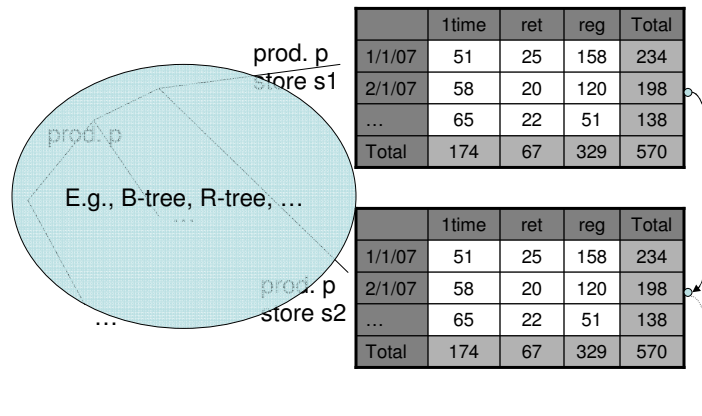 prod. p
store s1
1time ret reg Total
1/1/07 51 25 158 234
2/1/07 58 20 120 198
… 65 22 51 138
Total 174 67 329 570
prod. p
E.g., B-tree, R-tree, …
…
prod. p
store s2
…
1time ret reg Total
1/1/07 51 25 158 234
2/1/07 58 20 120 198
… 65 22 51 138
Total 174 67 329 570